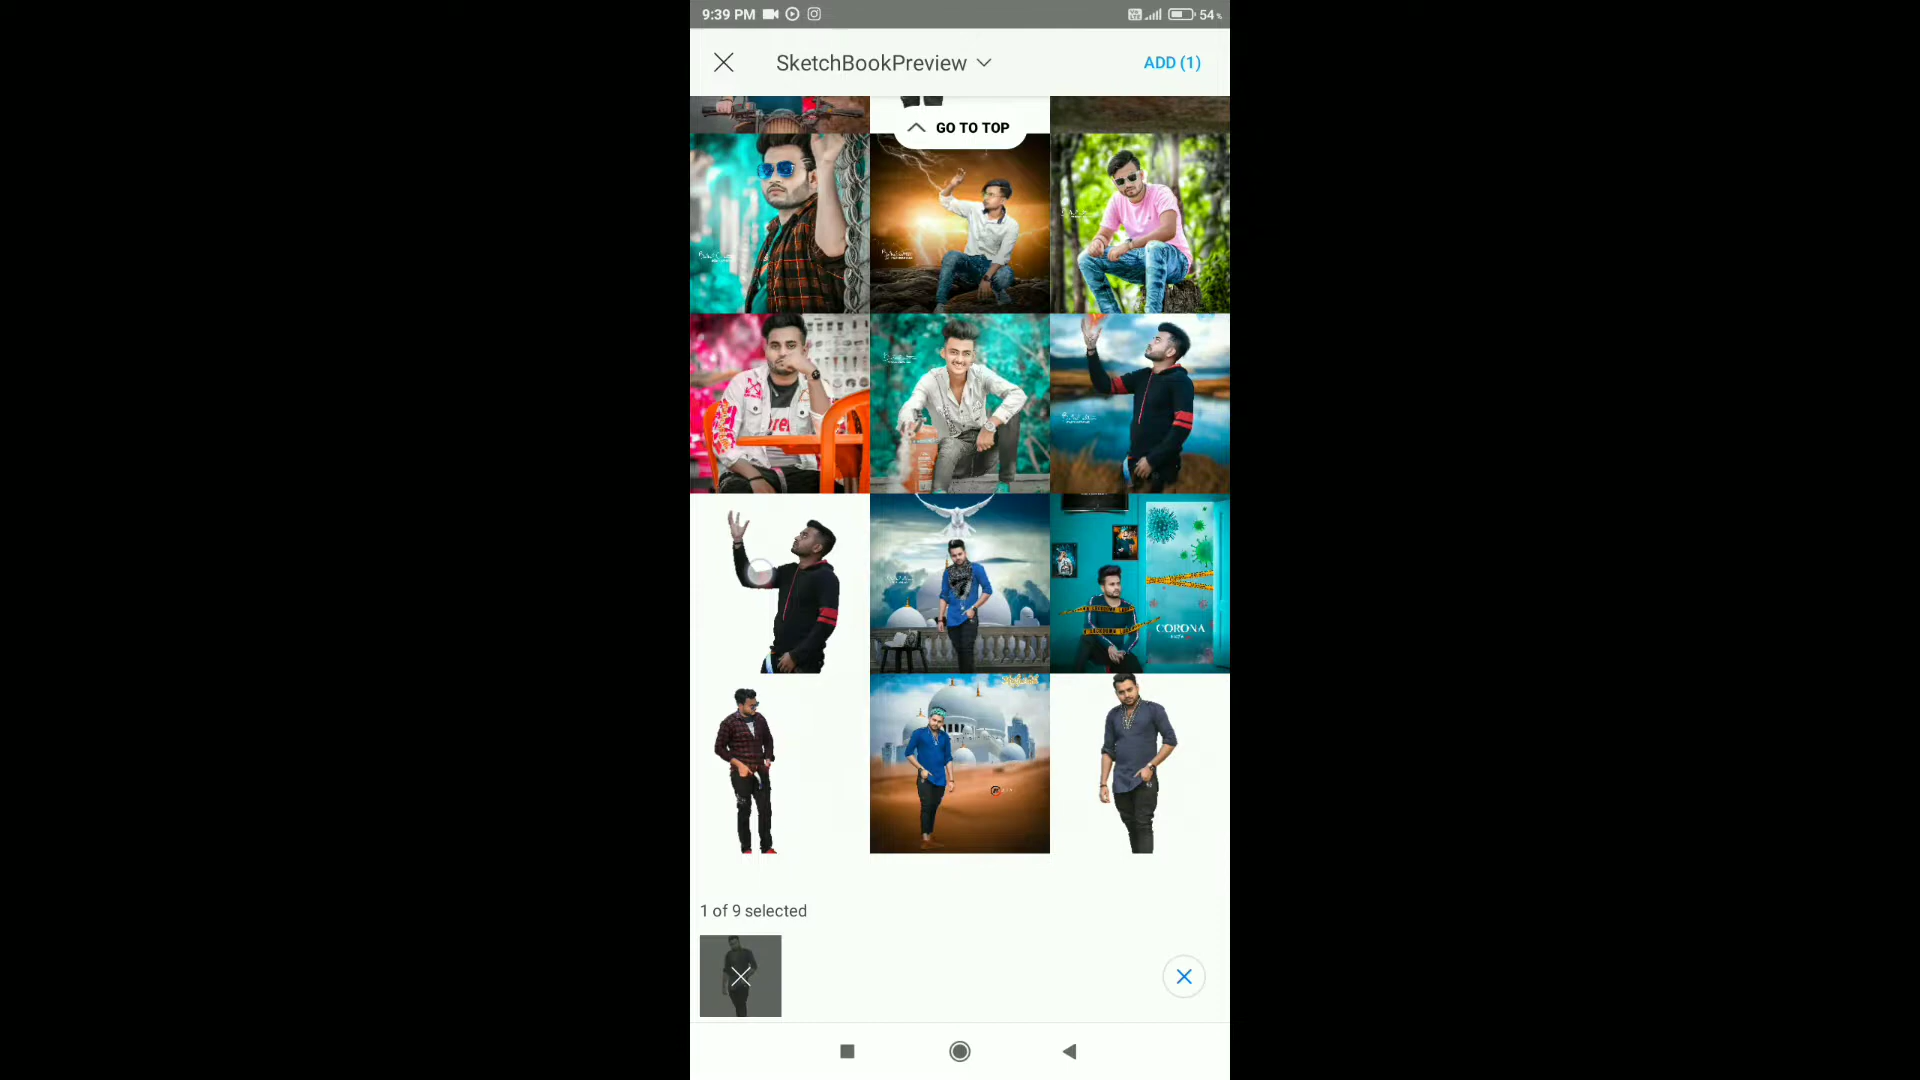 9:39 PM
54
SketchBookPreview
ADD (1)
GO TO TOP
CORONA
1 of 9 selected